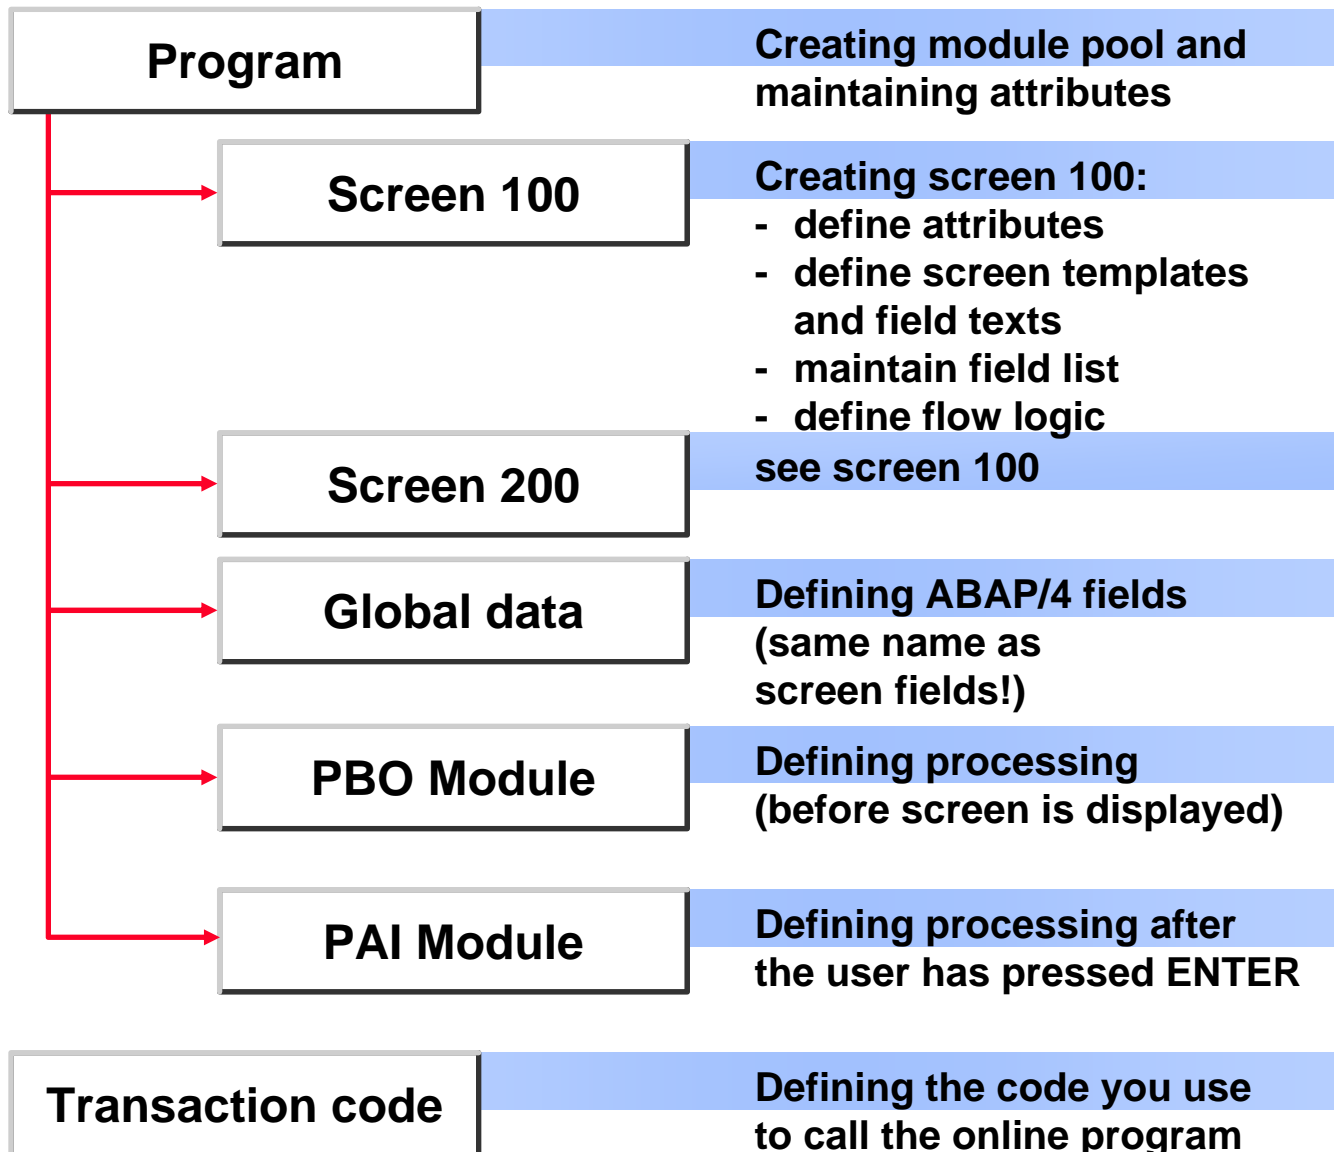 Program
Creating module pool and
maintaining attributes
Screen 100
Creating screen 100:
- define attributes
- define screen templates
and field texts
- maintain field list
- define flow logic
Screen 200
see screen 100
Global data
Defining ABAP/4 fields
(same name as
screen fields!)
PBO Module
Defining processing
(before screen is displayed)
PAI Module
Defining processing after
the user has pressed ENTER
Transaction code
Defining the code you use
to call the online program